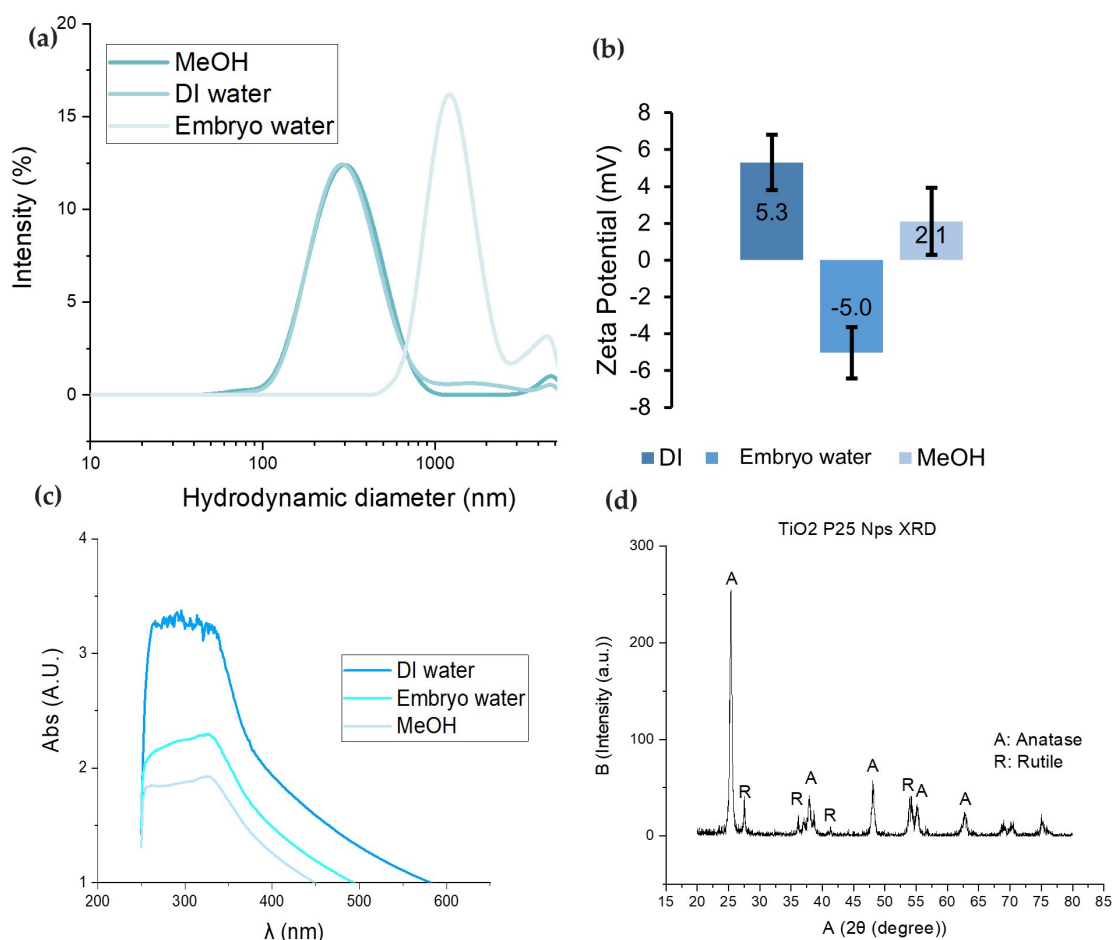 (a)
20
15
10
5
0
Intensity (%)
MeOH
DI water
Embryo water
10 100 1000
Hydrodynamic diameter (nm)
(b)
8
6
4
2
0
-2
-4
-6
-8
Zeta Potential (mV)
5.3
-5.0
2.1
DI Embryo water MeOH
(c)
4
3
2
1
Abs (A.U.)
DI water
Embryo water
MeOH
200 300 400 500 600
λ (nm)
(d)
TiO2 P25 Nps XRD
300
200
100
0
B (Intensity (a.u.))
A
R
R
A
R
A
R
A
A
A: Anatase
R: Rutile
15 20 25 30 35 40 45 50 55 60 65 70 75 80 85
A (2θ (degree))